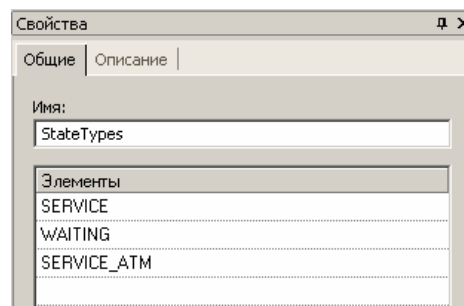 Свойства
Общие Описание
Имя:
StateTypes
Элементы
SERVICE
WAITING
SERVICE_ATM